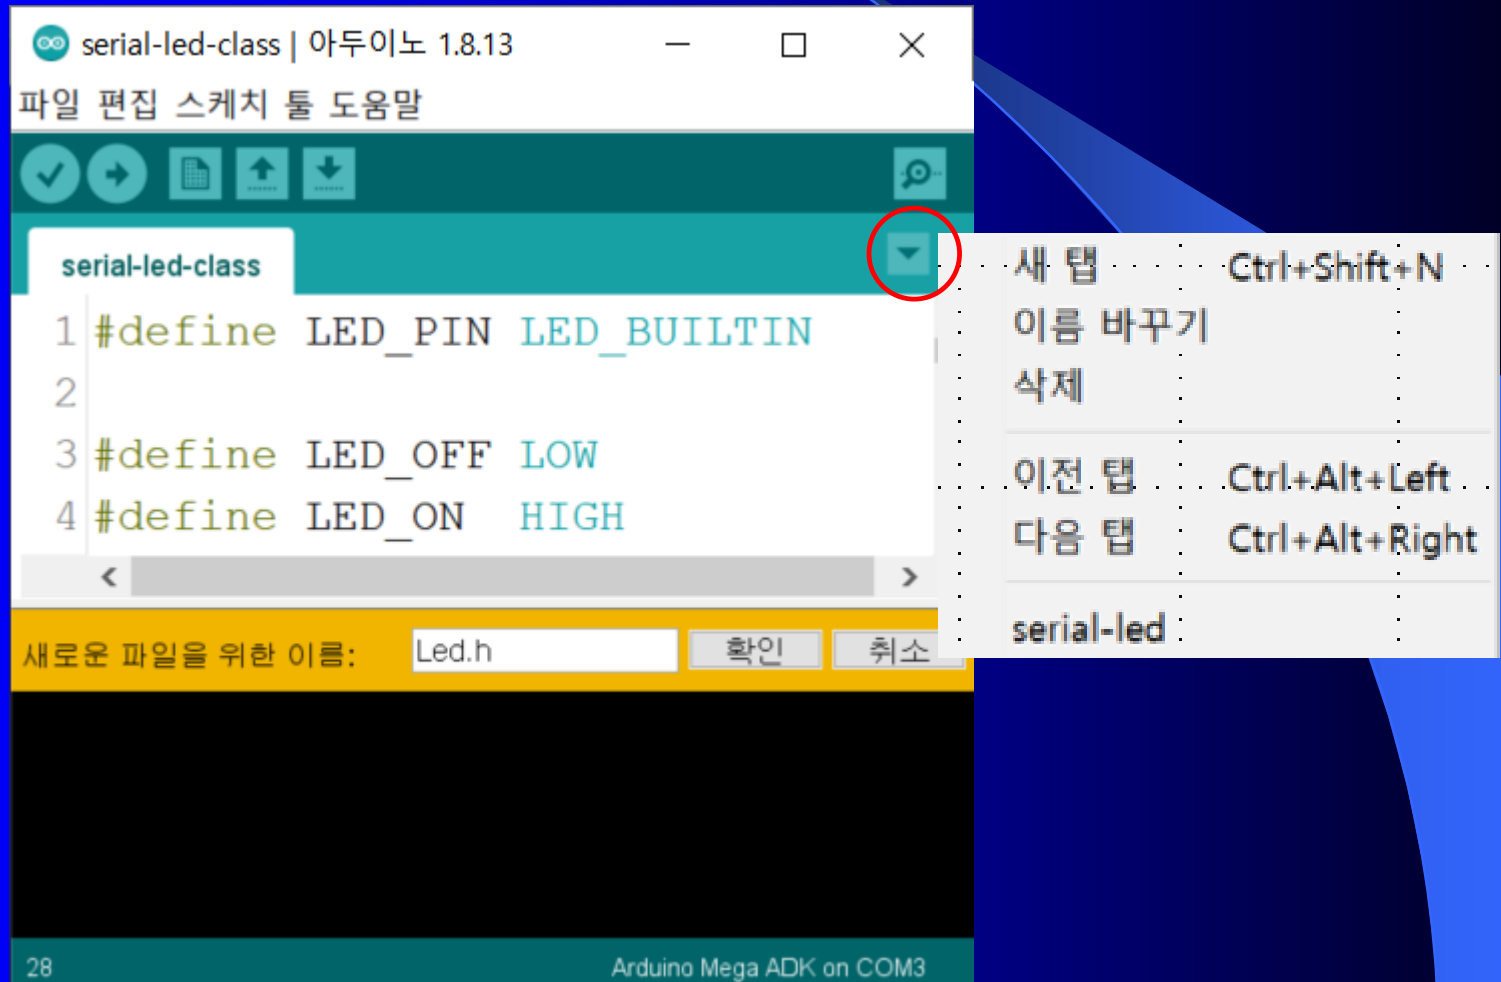 serial-led-class | 아두이노 1.8.13
파일 편집 스케치 툴 도움말
serial-led-class
1 #define LED_PIN LED_BUILTIN
2
3 #define LED_OFF LOW
4 #define LED_ON HIGH
새로운 파일을 위한 이름: Led.h 확인 취소
28 Arduino Mega ADK on COM3
새 탭 Ctrl+Shift+N
이름 바꾸기
삭제
이전 탭 Ctrl+Alt+Left
다음 탭 Ctrl+Alt+Right
serial-led